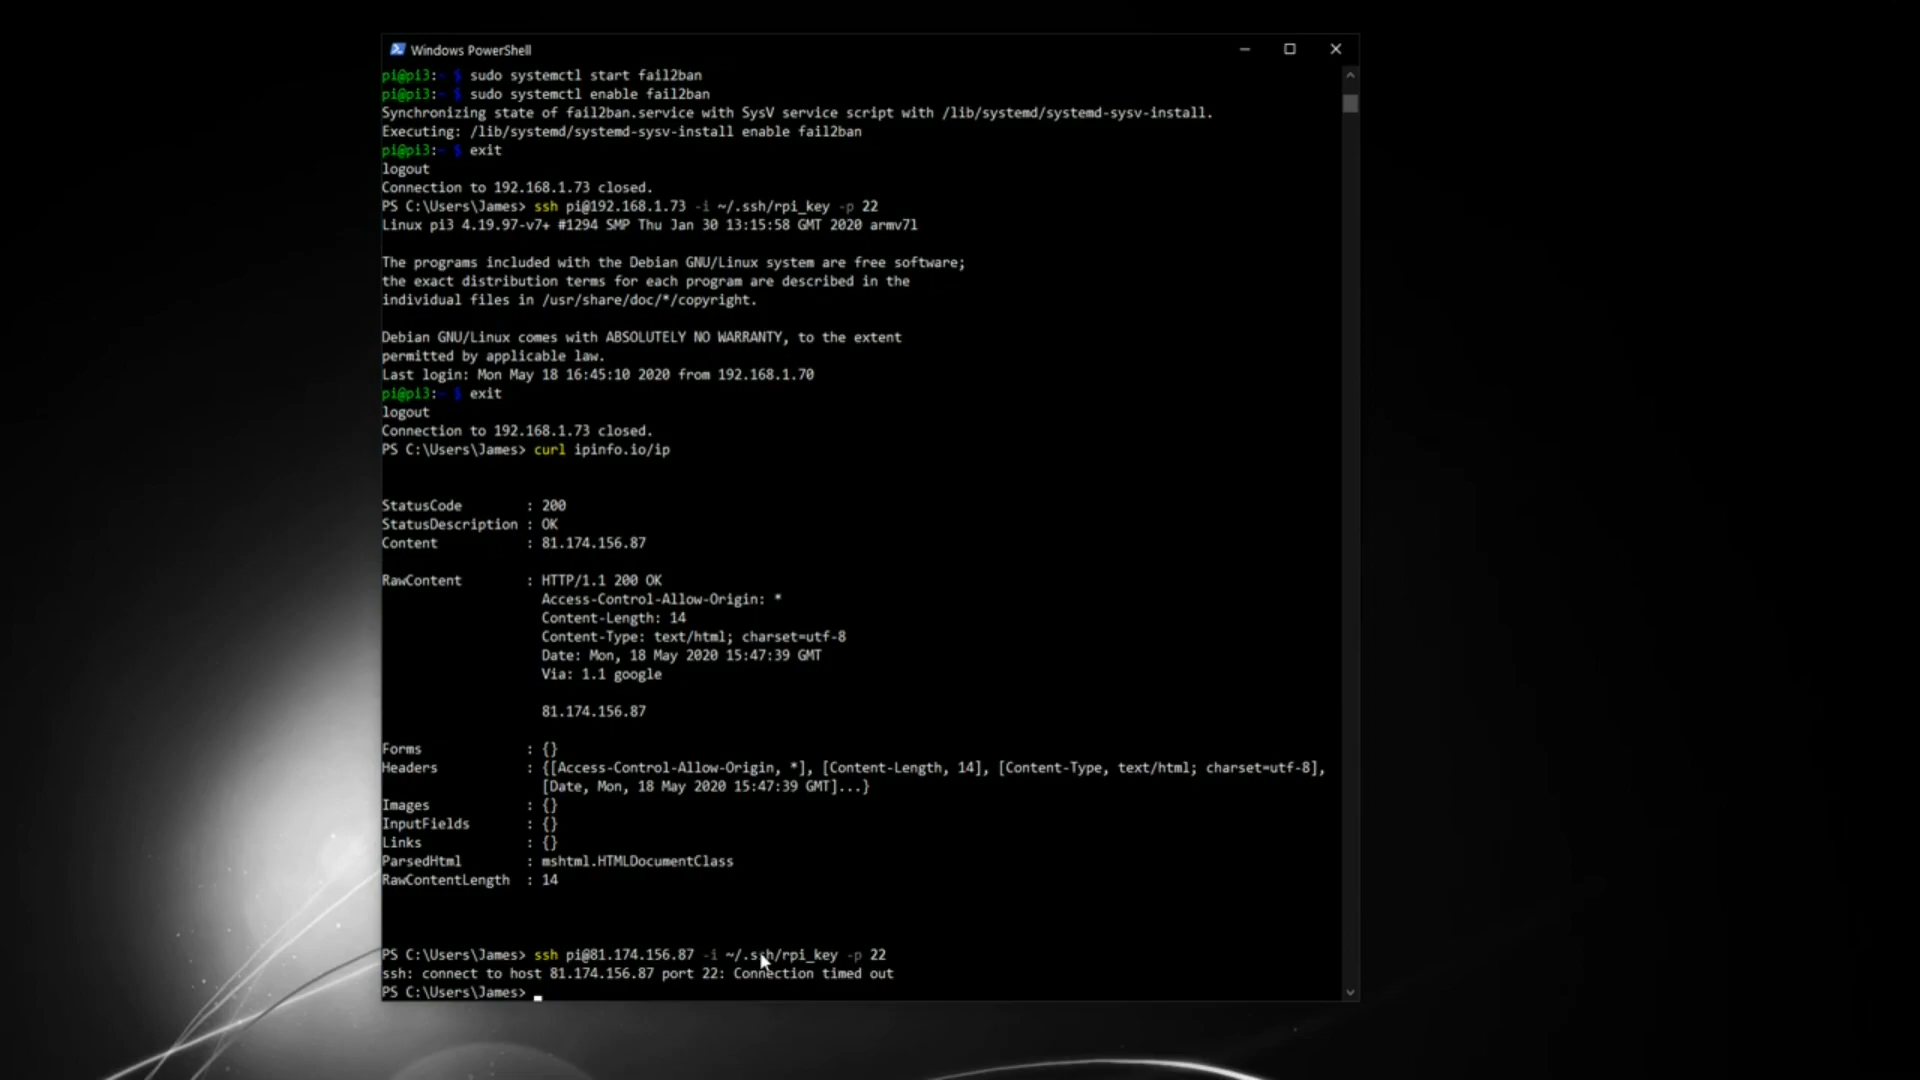 Windows PowerShell
pi@pi3:~ $ sudo systemctl start fail2ban
pi@pi3:~ $ sudo systemctl enable fail2ban
Synchronizing state of fail2ban.service with SysV service script with /lib/systemd/systemd-sysv-install.
Executing: /lib/systemd/systemd-sysv-install enable fail2ban
pi@pi3:~ $ exit
logout
Connection to 192.168.1.73 closed.
PS C:\Users\James> ssh pi@192.168.1.73 -i ~/.ssh/rpi_key -p 22
Linux pi3 4.19.97-v7+ #1294 SMP Thu Jan 30 13:15:58 GMT 2020 armv7l
The programs included with the Debian GNU/Linux system are free software;
the exact distribution terms for each program are described in the
individual files in /usr/share/doc/*/copyright.
Debian GNU/Linux comes with ABSOLUTELY NO WARRANTY, to the extent
permitted by applicable law.
Last login: Mon May 18 16:45:10 2020 from 192.168.1.70
pi@pi3:~ $ exit
logout
Connection to 192.168.1.73 closed.
PS C:\Users\James> curl ipinfo.io/ip
StatusCode : 200
StatusDescription : OK
Content : 81.174.156.87
RawContent : HTTP/1.1 200 OK
Access-Control-Allow-Origin: *
Content-Length: 14
Content-Type: text/html; charset=utf-8
Date: Mon, 18 May 2020 15:47:39 GMT
Via: 1.1 google
81.174.156.87
Forms : {}
Headers : {[Access-Control-Allow-Origin, *], [Content-Length, 14], [Content-Type, text/html; charset=utf-8],
[Date, Mon, 18 May 2020 15:47:39 GMT]...}
Images : {}
InputFields : {}
Links : {}
ParsedHtml : mshtml.HTMLDocumentClass
RawContentLength : 14
PS C:\Users\James> ssh pi@81.174.156.87 -i ~/.ssh/rpi_key -p 22
ssh: connect to host 81.174.156.87 port 22: Connection timed out
PS C:\Users\James>